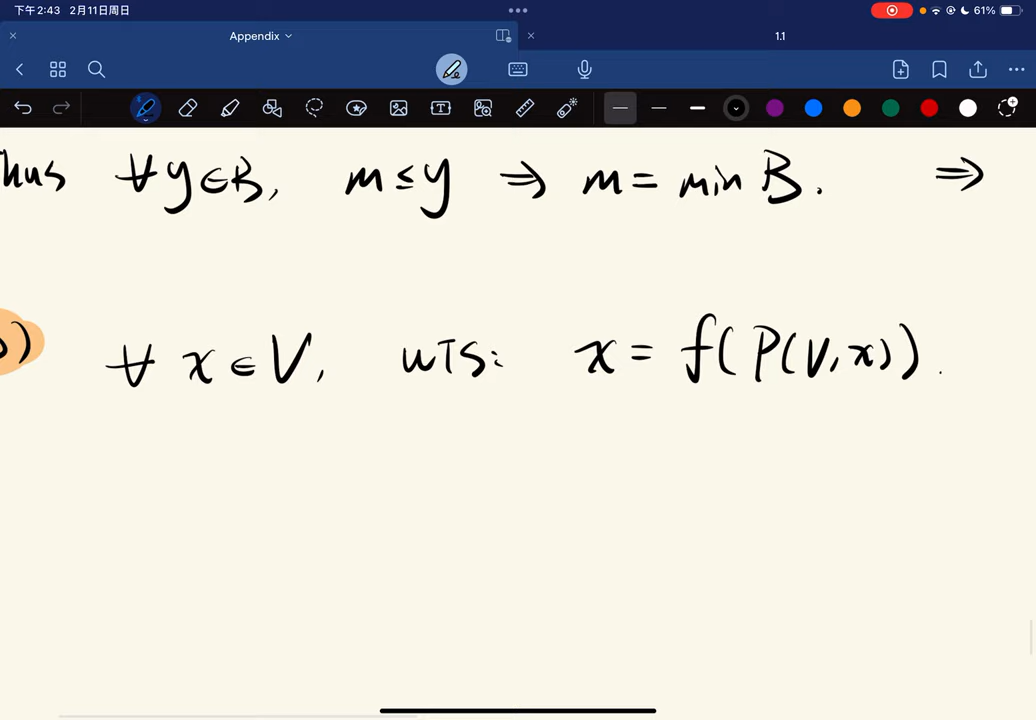 下午2:43 2月11日周日
61%
Appendix
1.1
hus ∀y∈B, m≤y ⇒ m = min B. ⇒
) ∀ x∈V, WTS: x = f(P(V,x)).